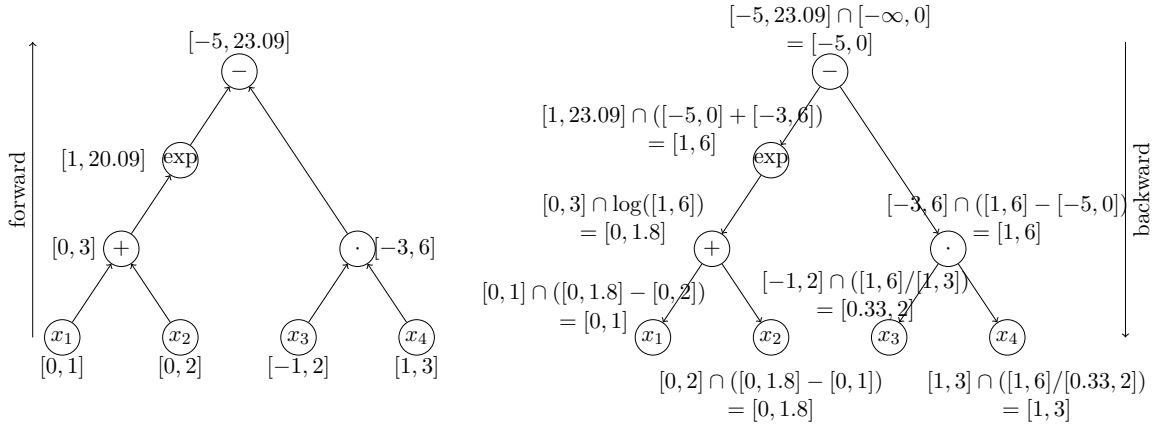 [−5, 23.09]
−
[1, 20.09]
exp
[0, 3]
+
·
[−3, 6]
x₁
x₂
x₃
x₄
[0, 1]
[0, 2]
[−1, 2]
[1, 3]
forward
[−5, 23.09] ∩ [−∞, 0]
= [−5, 0]
−
[1, 23.09] ∩ ([−5, 0] + [−3, 6])
= [1, 6]
exp
[0, 3] ∩ log([1, 6])
= [0, 1.8]
+
[−3, 6] ∩ ([1, 6] − [−5, 0])
= [1, 6]
·
[0, 1] ∩ ([0, 1.8] − [0, 2])
= [0, 1]
[−1, 2] ∩ ([1, 6]/[1, 3])
= [0.33, 2]
x₁
x₂
x₃
x₄
[0, 2] ∩ ([0, 1.8] − [0, 1])
= [0, 1.8]
[1, 3] ∩ ([1, 6]/[0.33, 2])
= [1, 3]
backward